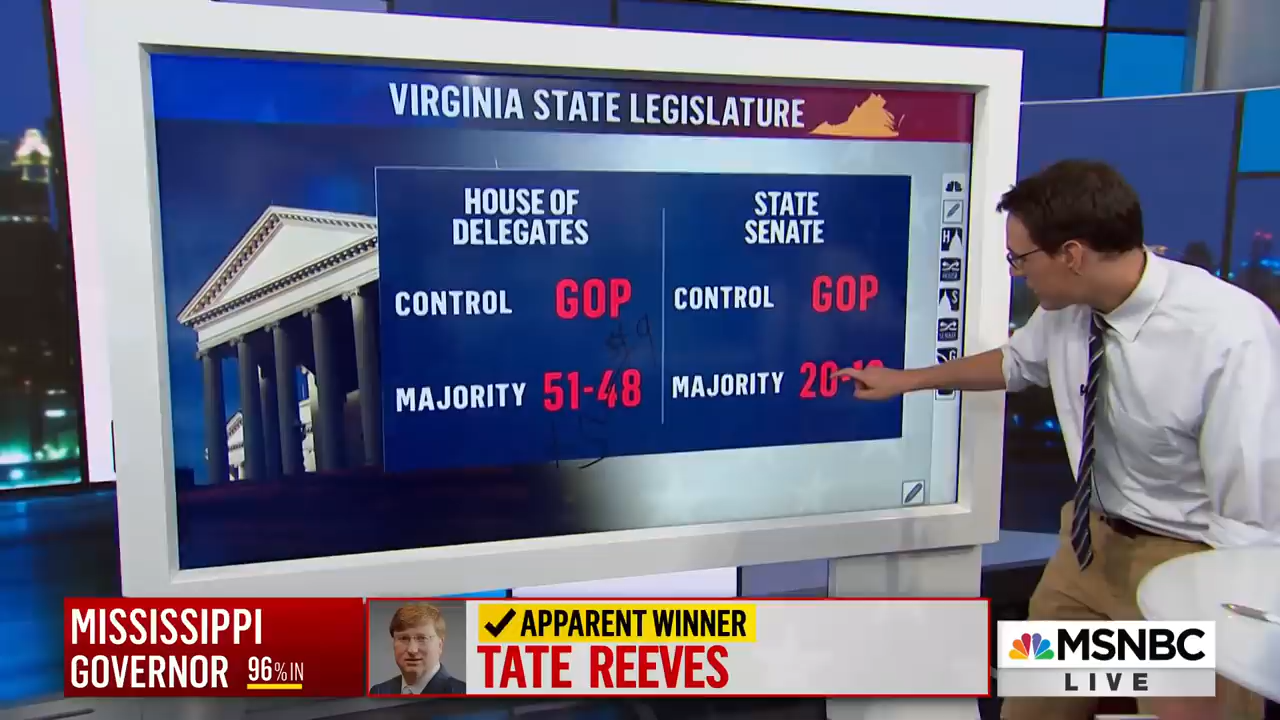 VIRGINIA STATE LEGISLATURE
HOUSE OF
DELEGATES
CONTROL GOP
MAJORITY 51-48
STATE
SENATE
CONTROL GOP
MAJORITY
H
S
G
MISSISSIPPI
GOVERNOR 96% IN
✓ APPARENT WINNER
TATE REEVES
MSNBC
LIVE